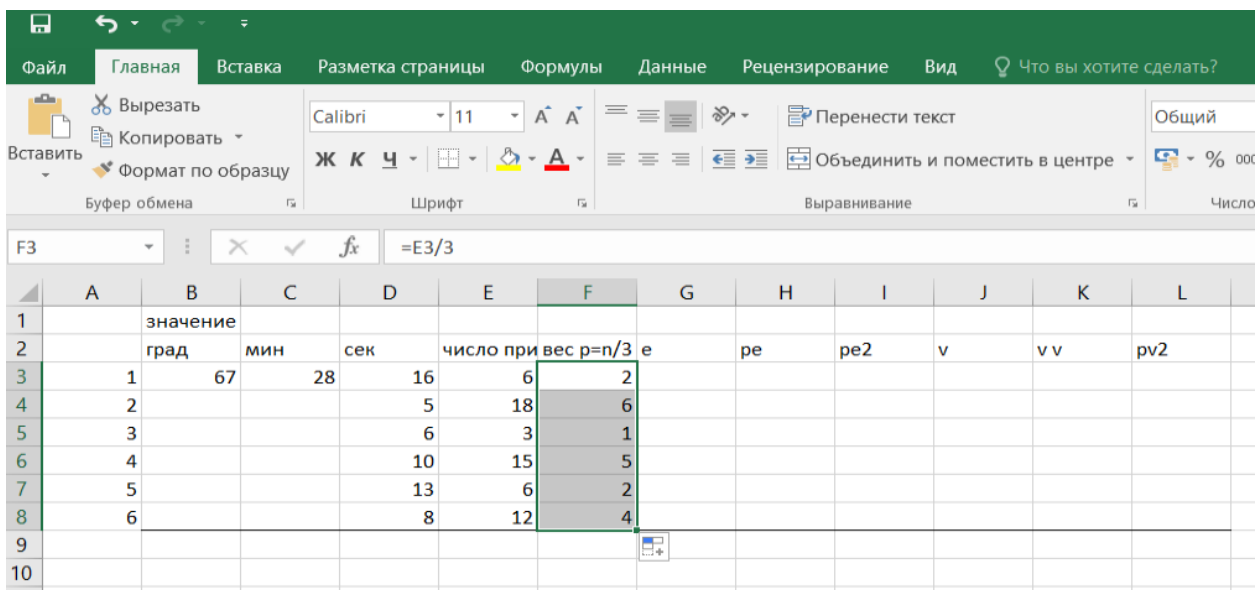 Файл Главная Вставка Разметка страницы Формулы Данные Рецензирование Вид Что вы хотите сделать?
Вырезать
Копировать
Формат по образцу
Вставить
Буфер обмена
Calibri 11 А А
Ж К Ч А
Шрифт
Перенести текст
Объединить и поместить в центре
Выравнивание
Общий
% 000
Число
F3 fx =E3/3
A B C D E F G H I J K L
1 значение
2 град мин сек число при вес p=n/3 e pe pe2 v v v pv2
3 1 67 28 16 6 2
4 2 5 18 6
5 3 6 3 1
6 4 10 15 5
7 5 13 6 2
8 6 8 12 4
9
10